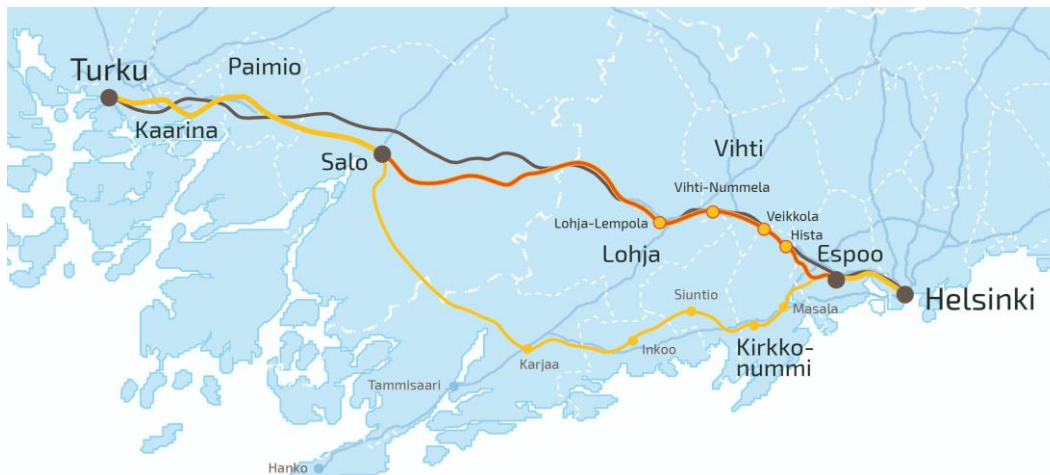 Turku
Paimio
Kaarina
Salo
Vihti
Vihti-Nummela
Lohja-Lempola
Veikkola
Hista
Lohja
Espoo
Helsinki
Siuntio
Masala
Inkoo
Kirkko-
nummi
Karjaa
Tammisaari
Hanko